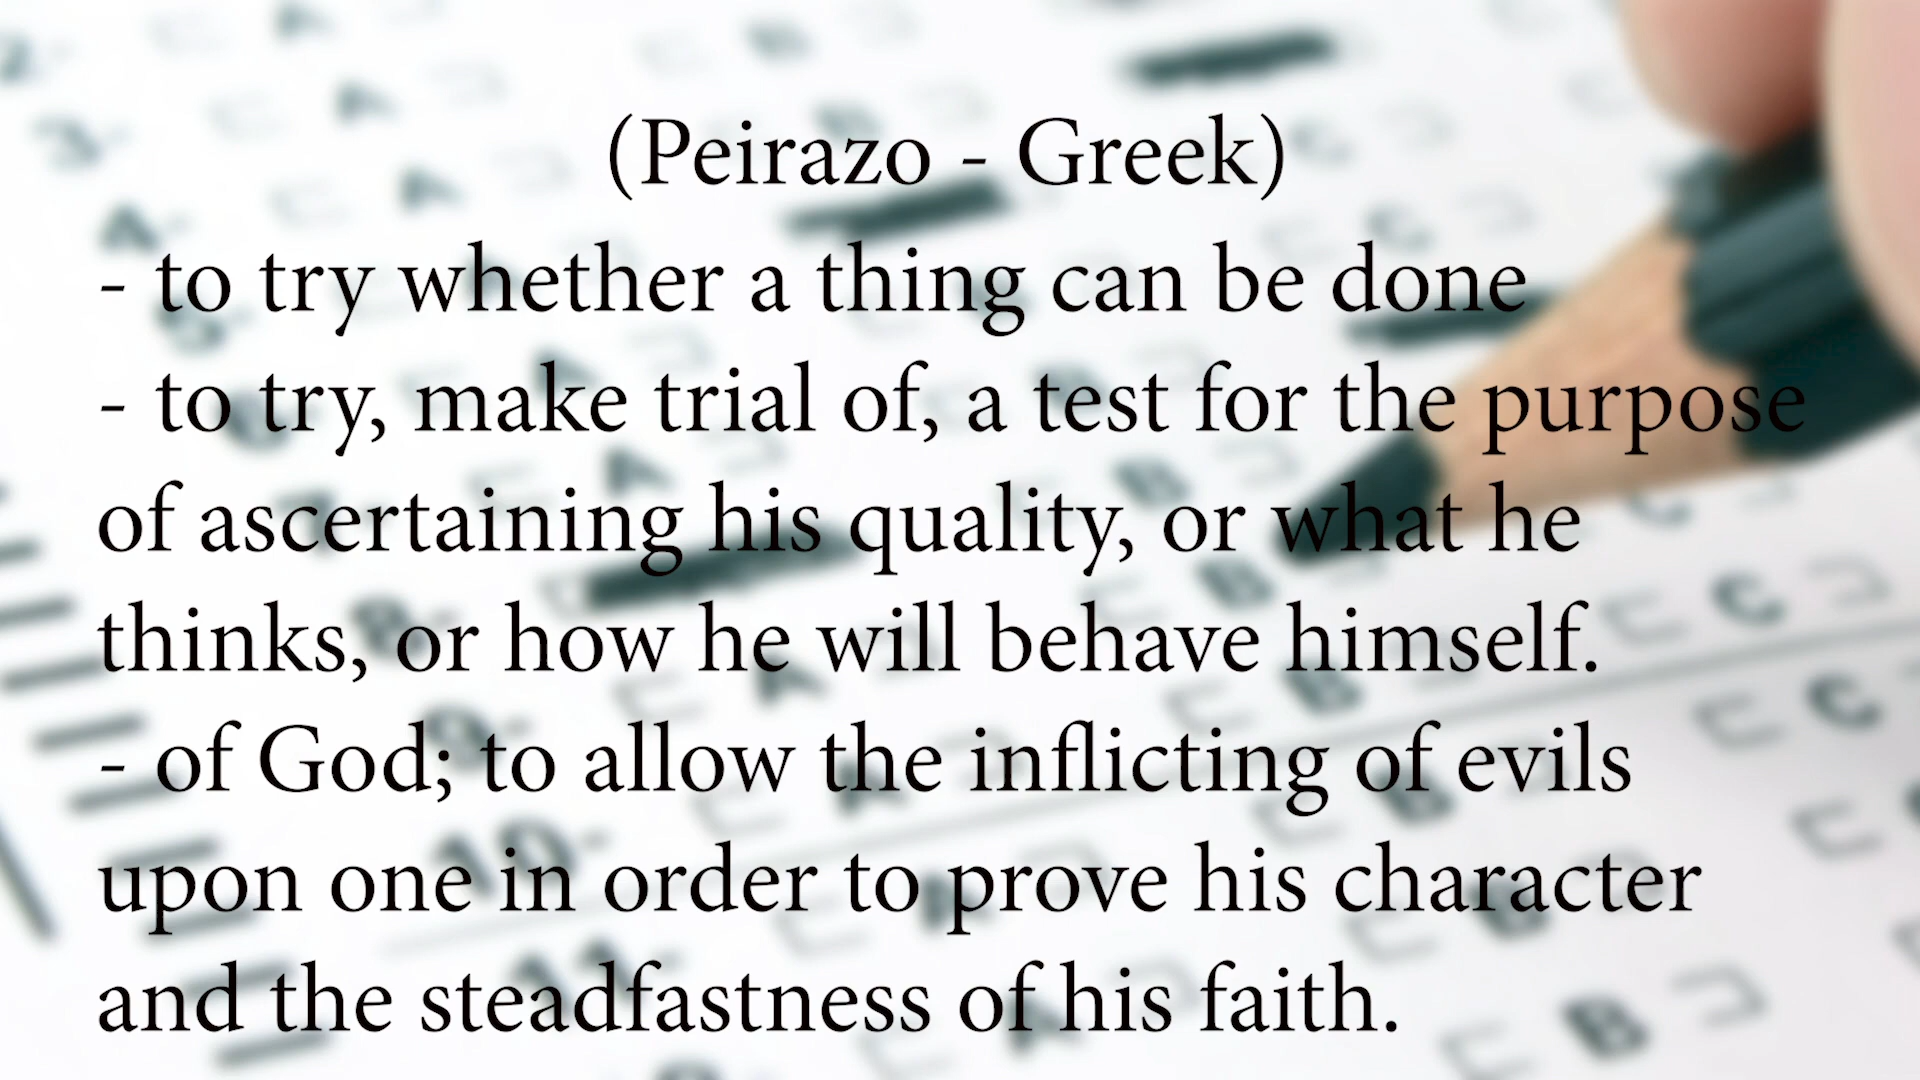 (Peirazo - Greek)
- to try whether a thing can be done
- to try, make trial of, a test for the purpose
of ascertaining his quality, or what he
thinks, or how he will behave himself.
- of God; to allow the inflicting of evils
upon one in order to prove his character
and the steadfastness of his faith.